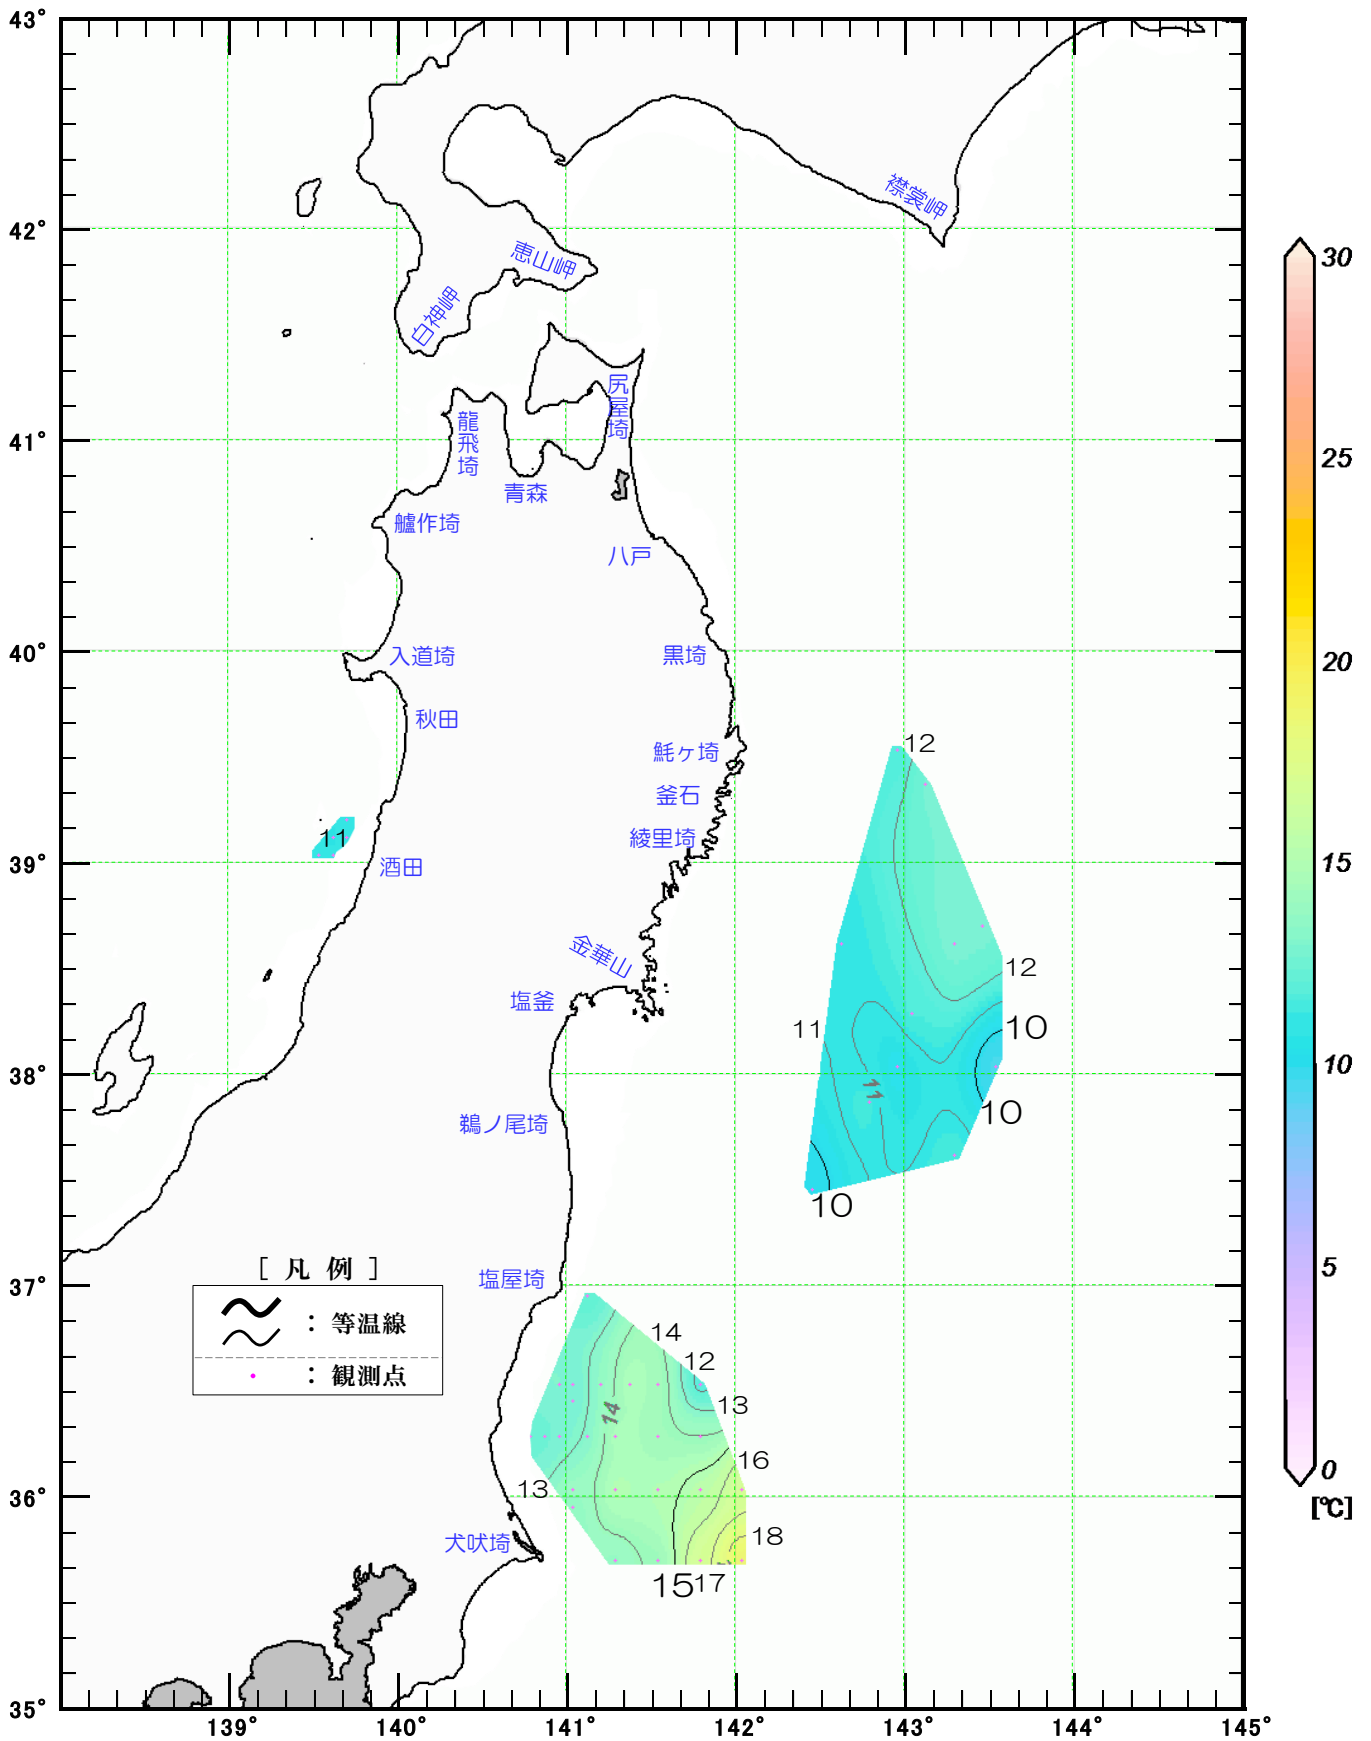 43°
42°
41°
40°
39°
38°
37°
36°
35°
139°
140°
141°
142°
143°
144°
145°
襟裳岬
恵山岬
白神岬
尻屋埼
龍飛埼
青森
艫作埼
八戸
入道埼
黒埼
秋田
魹ヶ埼
釜石
綾里埼
酒田
金華山
塩釜
鵜ノ尾埼
塩屋埼
犬吠埼
11
12
12
11
10
11
10
10
14
12
13
14
16
13
18
15
17
[ 凡 例 ]
: 等温線
: 観測点
30
25
20
15
10
5
0
[℃]